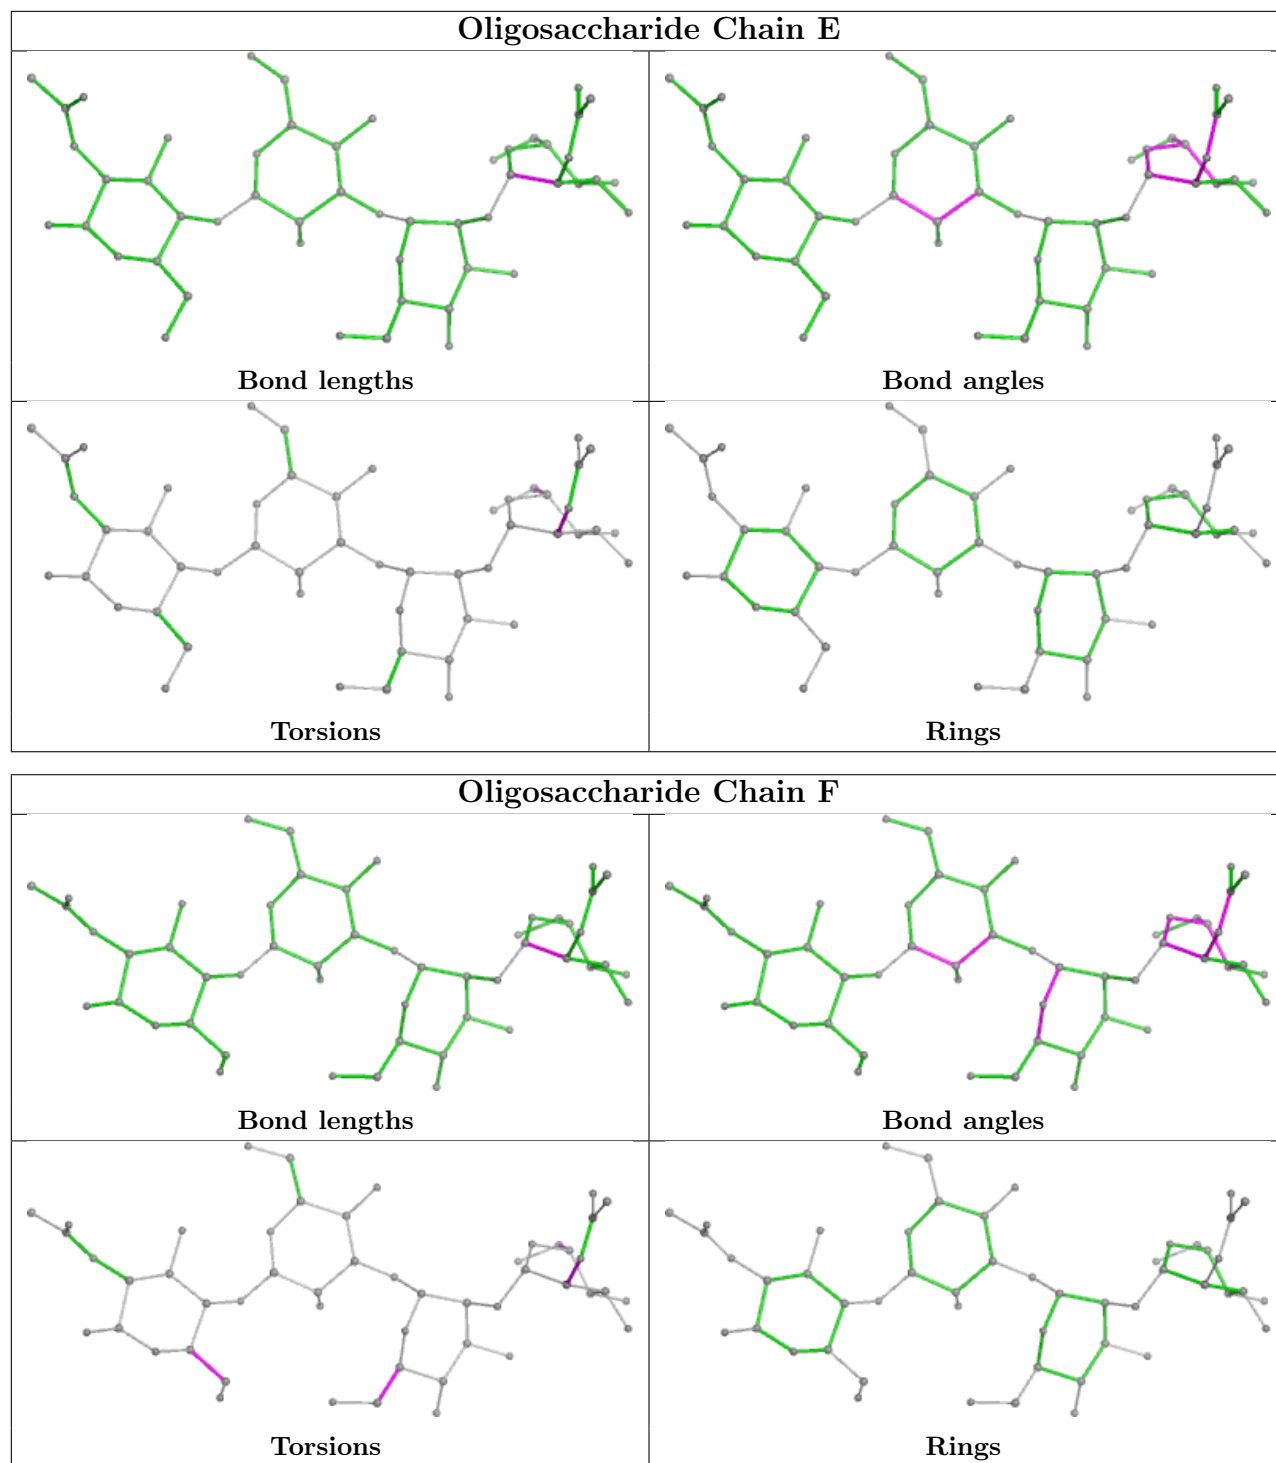 Oligosaccharide Chain E
Bond lengths
Bond angles
Torsions
Rings
Oligosaccharide Chain F
Bond lengths
Bond angles
Torsions
Rings